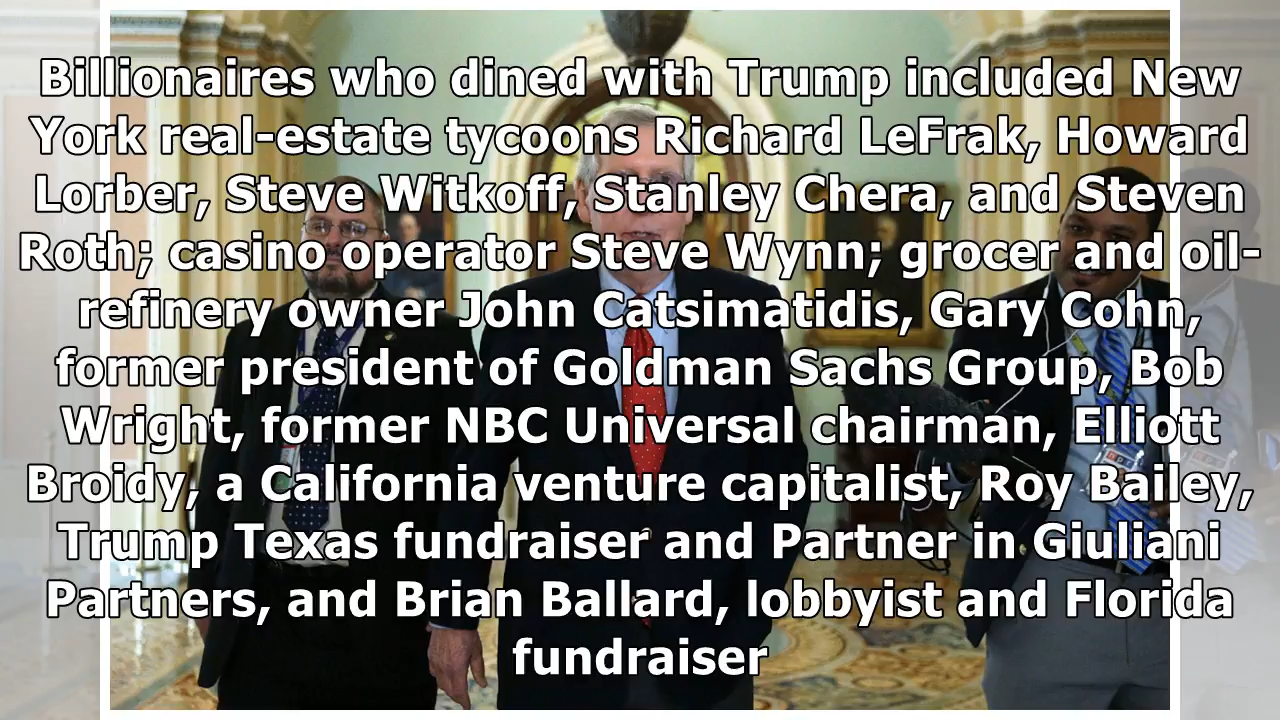 Billionaires who dined with Trump included New
York real-estate tycoons Richard LeFrak, Howard
Lorber, Steve Witkoff, Stanley Chera, and Steven
Roth; casino operator Steve Wynn; grocer and oil-
refinery owner John Catsimatidis, Gary Cohn,
former president of Goldman Sachs Group, Bob
Wright, former NBC Universal chairman, Elliott
Broidy, a California venture capitalist, Roy Bailey,
Trump Texas fundraiser and Partner in Giuliani
Partners, and Brian Ballard, lobbyist and Florida
fundraiser